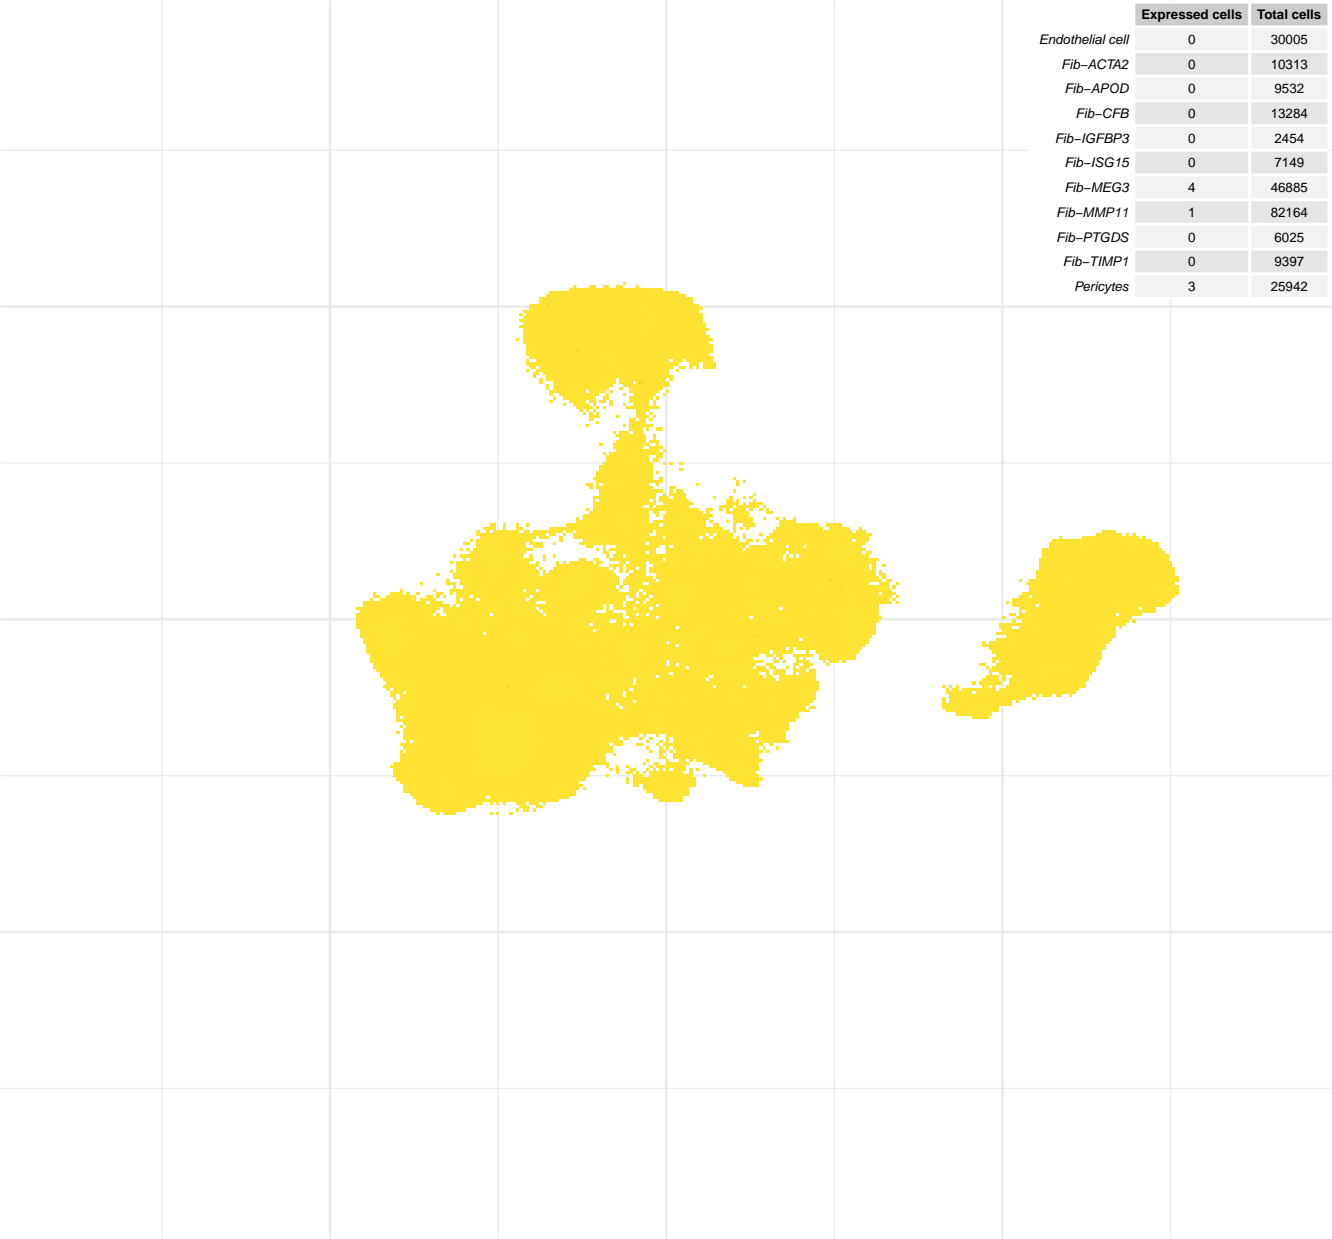 Expressed cells Total cells
Endothelial cell 0 30005
Fib−ACTA2 0 10313
Fib−APOD 0 9532
Fib−CFB 0 13284
Fib−IGFBP3 0 2454
Fib−ISG15 0 7149
Fib−MEG3 4 46885
Fib−MMP11 1 82164
Fib−PTGDS 0 6025
Fib−TIMP1 0 9397
Pericytes 3 25942